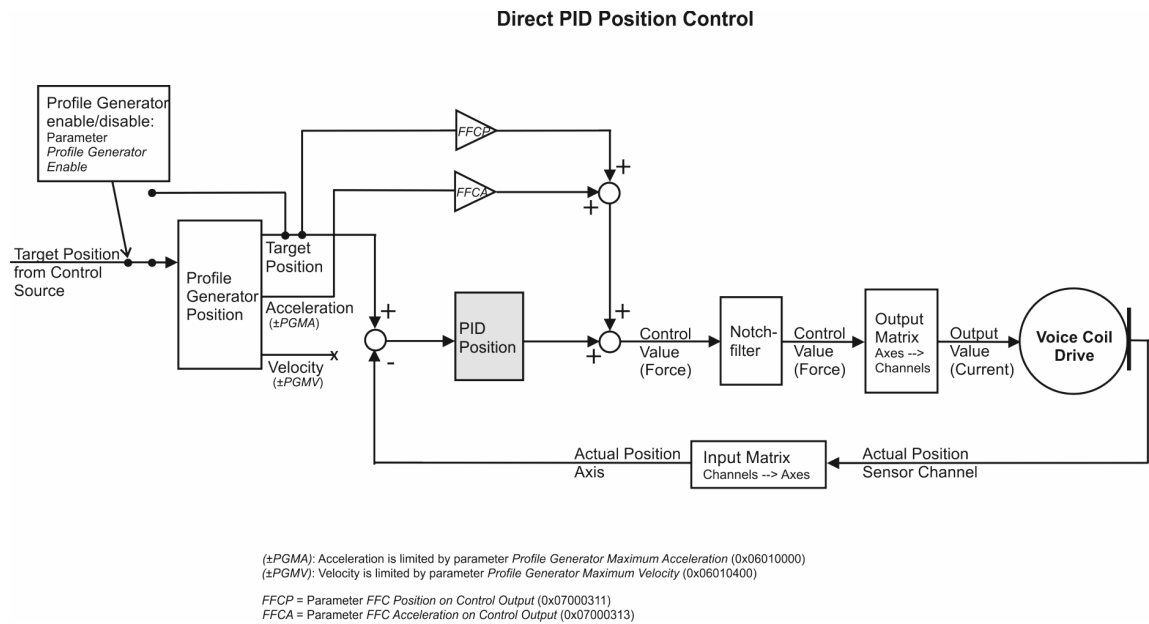 Direct PID Position Control
Profile Generator
enable/disable:
Parameter
Profile Generator
Enable
FFCP
+
FFCA
+
Target Position
from Control
Source
Profile
Generator
Position
Target
Position
Acceleration
(±PGMA)
Velocity
(±PGMV)
x
+
-
PID
Position
+
+
Control
Value
(Force)
Notch-
filter
Control
Value
(Force)
Output
Matrix
Axes -->
Channels
Output
Value
(Current)
Voice Coil
Drive
Actual Position
Axis
Input Matrix
Channels --> Axes
Actual Position
Sensor Channel
(±PGMA): Acceleration is limited by parameter Profile Generator Maximum Acceleration (0x06010000)
(±PGMV): Velocity is limited by parameter Profile Generator Maximum Velocity (0x06010400)
FFCP = Parameter FFC Position on Control Output (0x07000311)
FFCA = Parameter FFC Acceleration on Control Output (0x07000313)